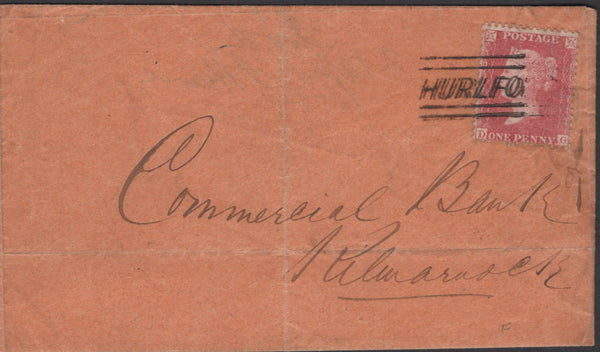 POSTAGE
HURLFO
D ONE PENNY G
Commercial Bank
Kilmarnock